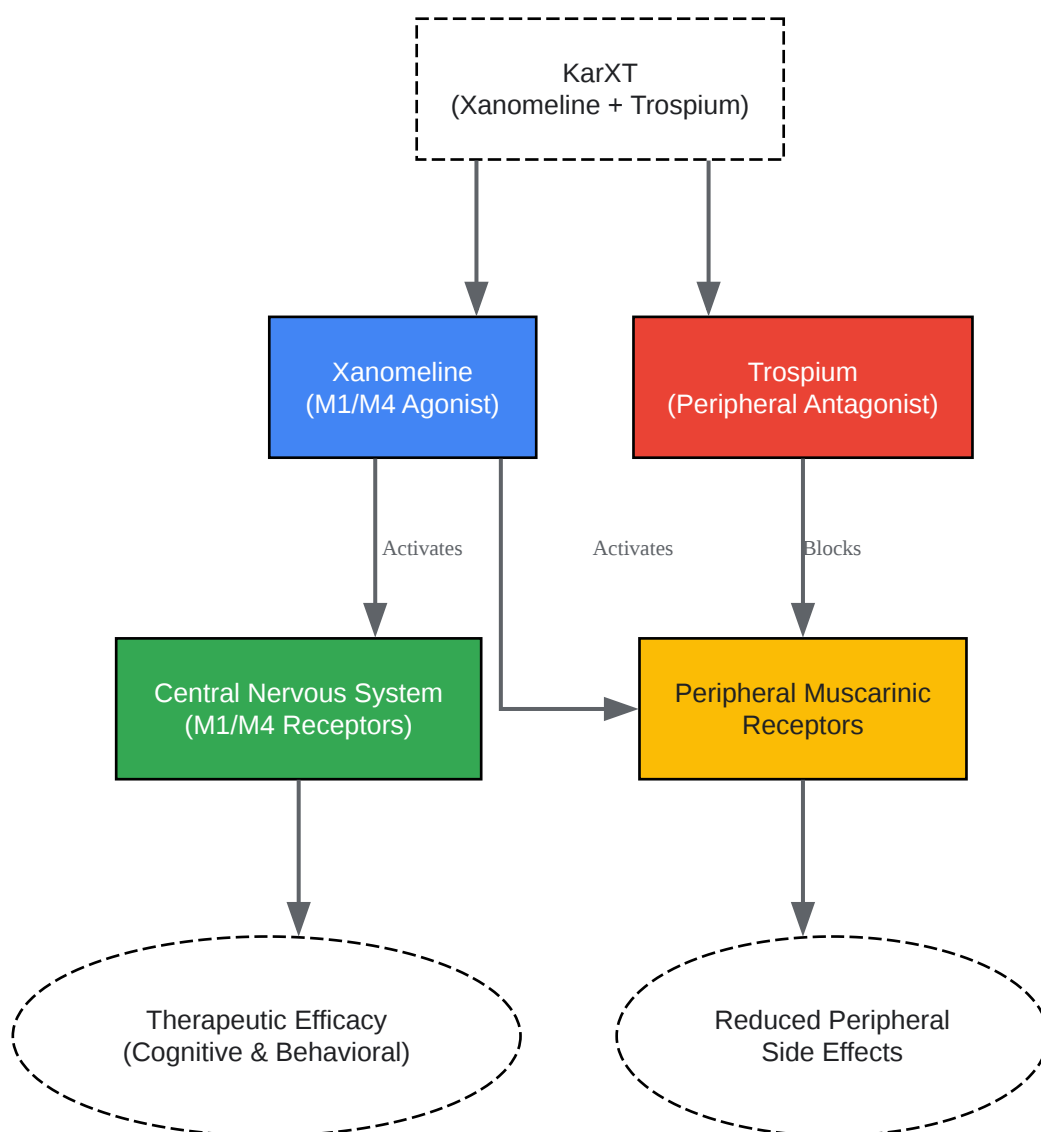 KarXT
(Xanomeline + Trospium)
Xanomeline
(M1/M4 Agonist)
Trospium
(Peripheral Antagonist)
Activates
Activates
Blocks
Central Nervous System
(M1/M4 Receptors)
Peripheral Muscarinic
Receptors
Therapeutic Efficacy
(Cognitive & Behavioral)
Reduced Peripheral
Side Effects